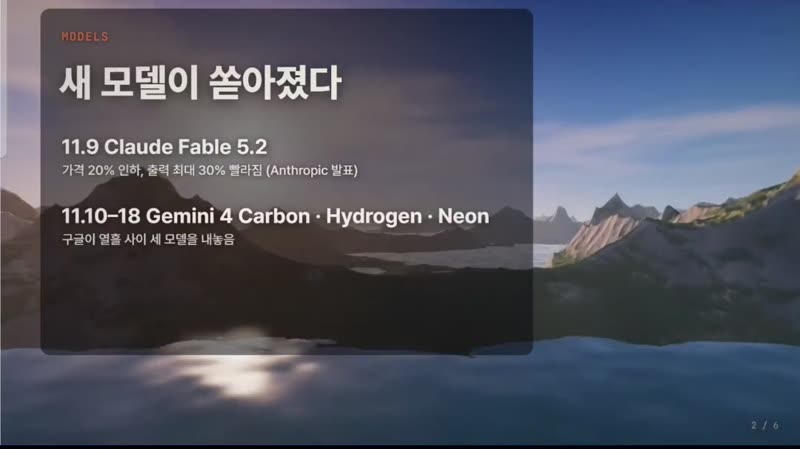 MODELS
새 모델이 쏟아졌다
11.9 Claude Fable 5.2
가격 20% 인하, 출력 최대 30% 빨라짐 (Anthropic 발표)
11.10–18 Gemini 4 Carbon · Hydrogen · Neon
구글이 열흘 사이 세 모델을 내놓음
2 / 6